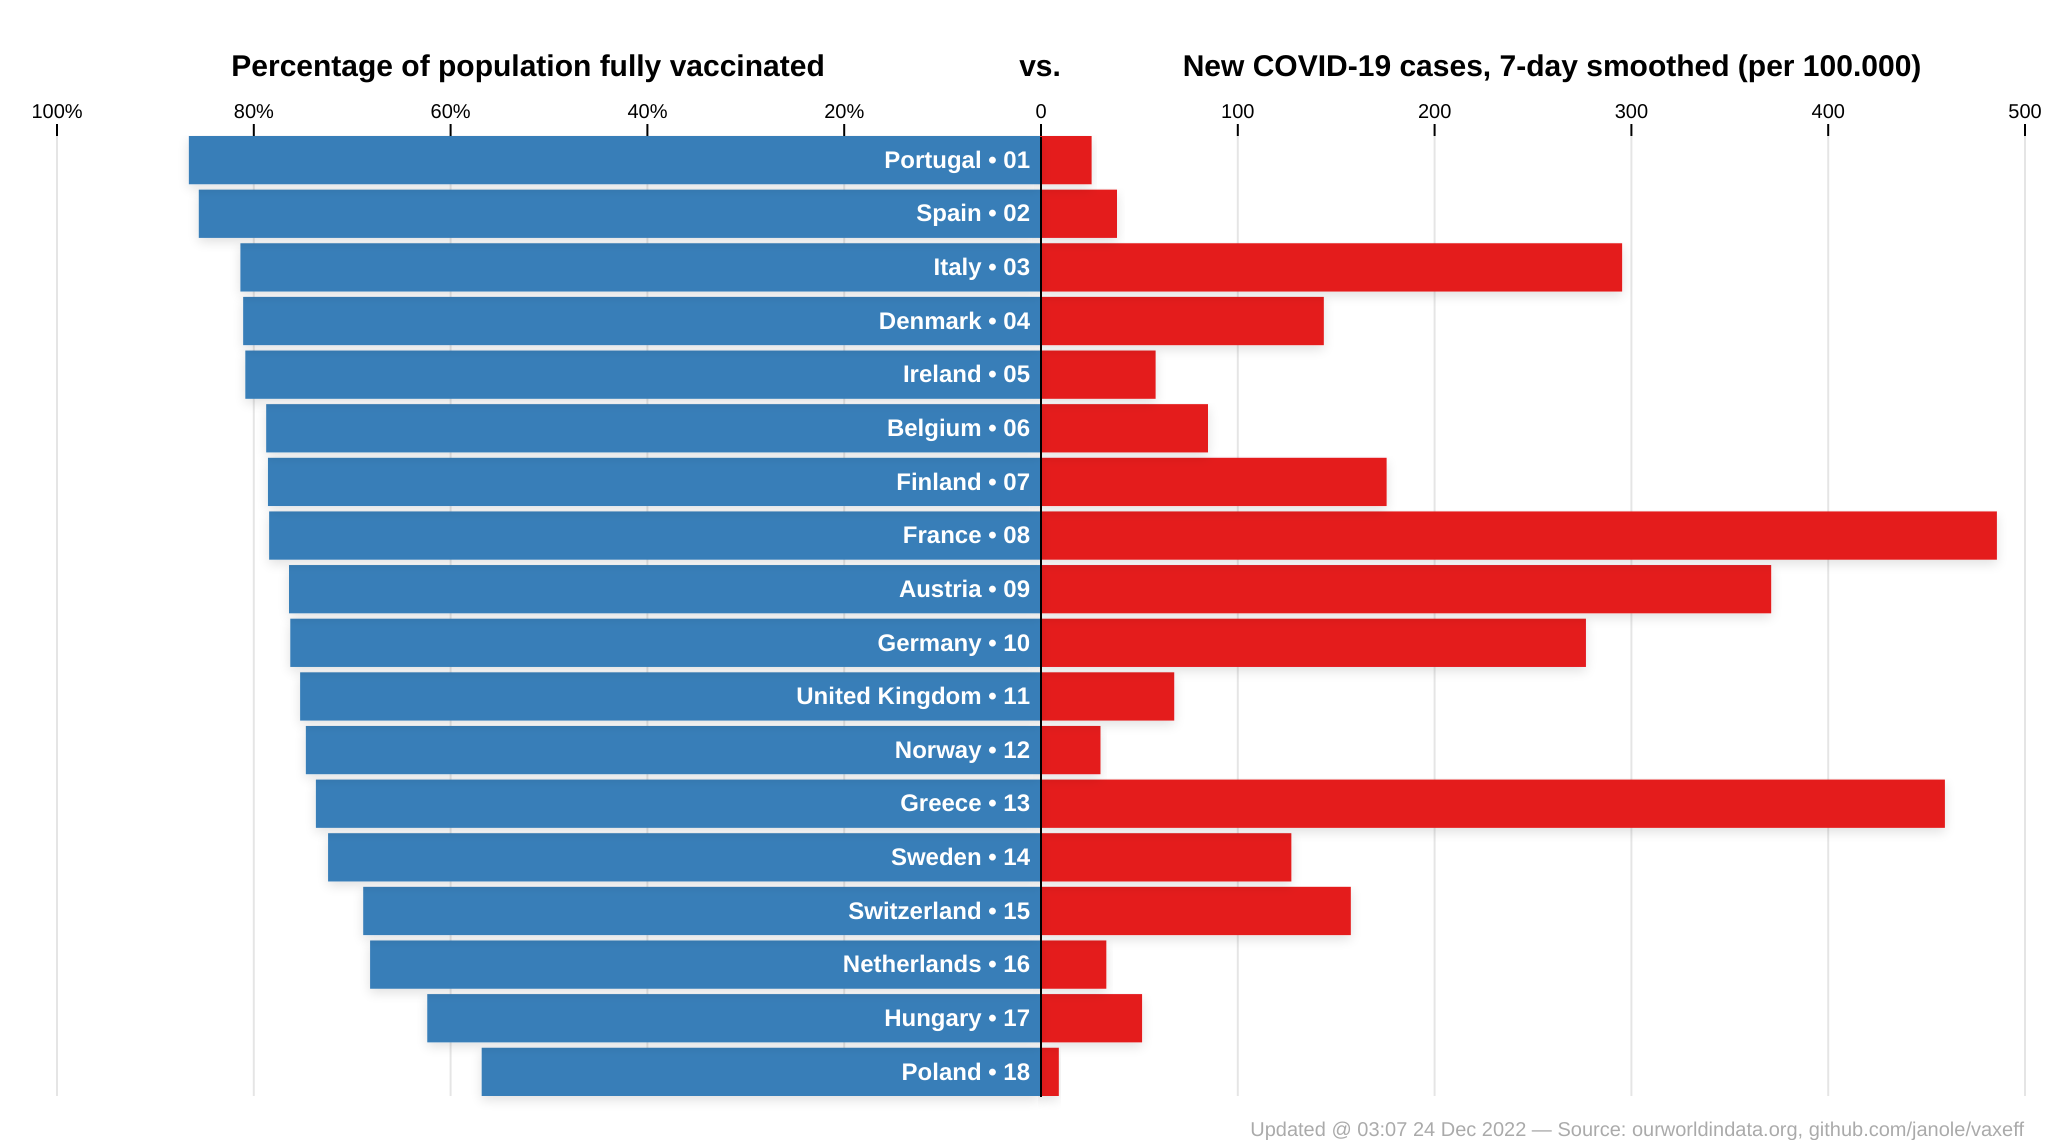 Percentage of population fully vaccinated vs. New COVID-19 cases, 7-day smoothed (per 100.000)
100% 80% 60% 40% 20% 0 100 200 300 400 500
Portugal • 01
Spain • 02
Italy • 03
Denmark • 04
Ireland • 05
Belgium • 06
Finland • 07
France • 08
Austria • 09
Germany • 10
United Kingdom • 11
Norway • 12
Greece • 13
Sweden • 14
Switzerland • 15
Netherlands • 16
Hungary • 17
Poland • 18
Updated @ 03:07 24 Dec 2022 — Source: ourworldindata.org, github.com/janole/vaxeff